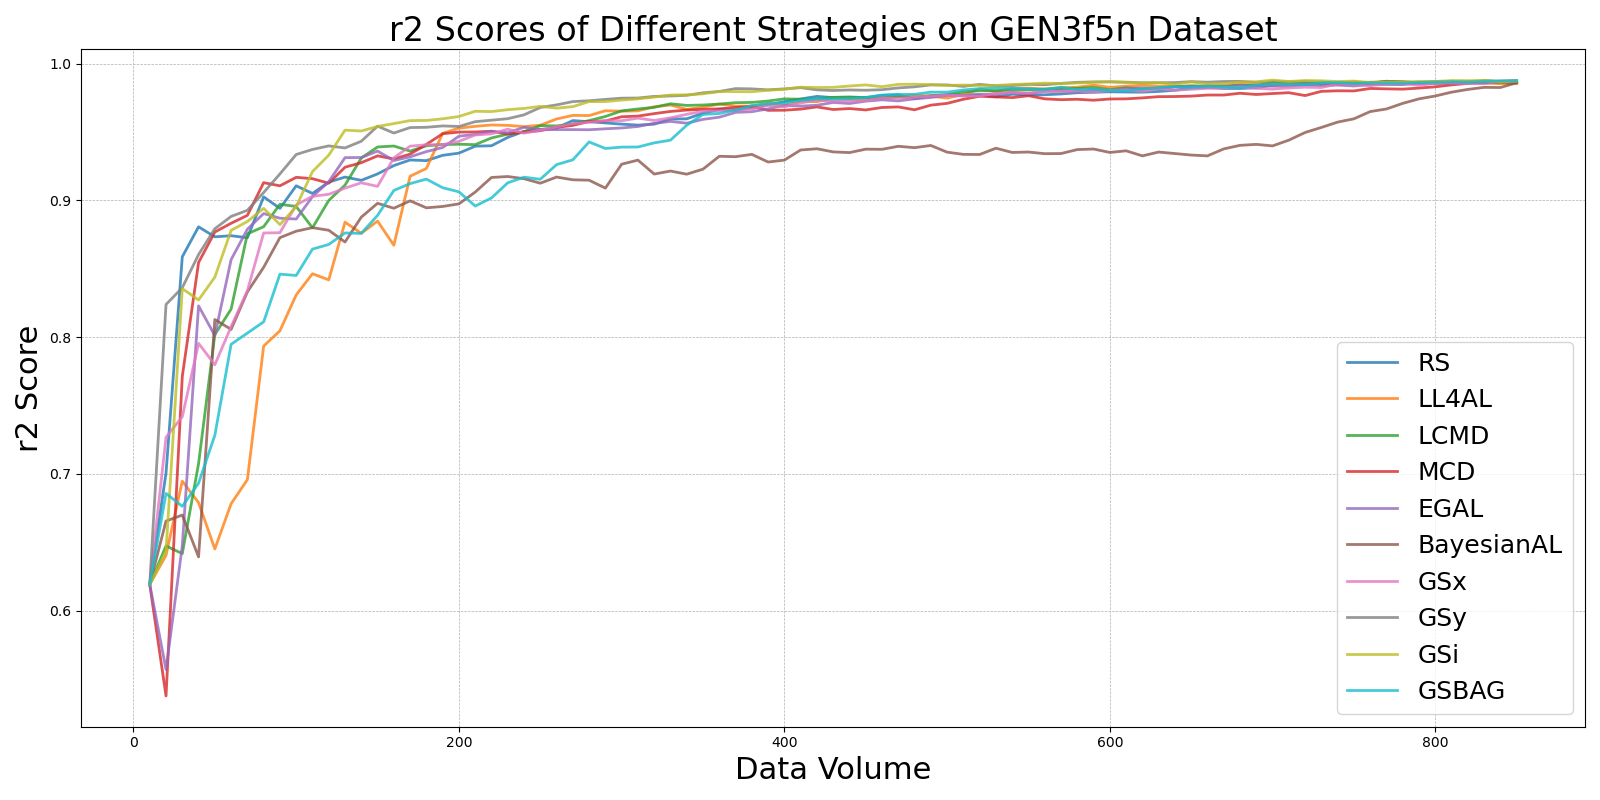 r2 Scores of Different Strategies on GEN3f5n Dataset
1.0
0.9
0.8
0.7
0.6
r2 Score
0 200 400 600 800
Data Volume
RS
LL4AL
LCMD
MCD
EGAL
BayesianAL
GSx
GSy
GSi
GSBAG